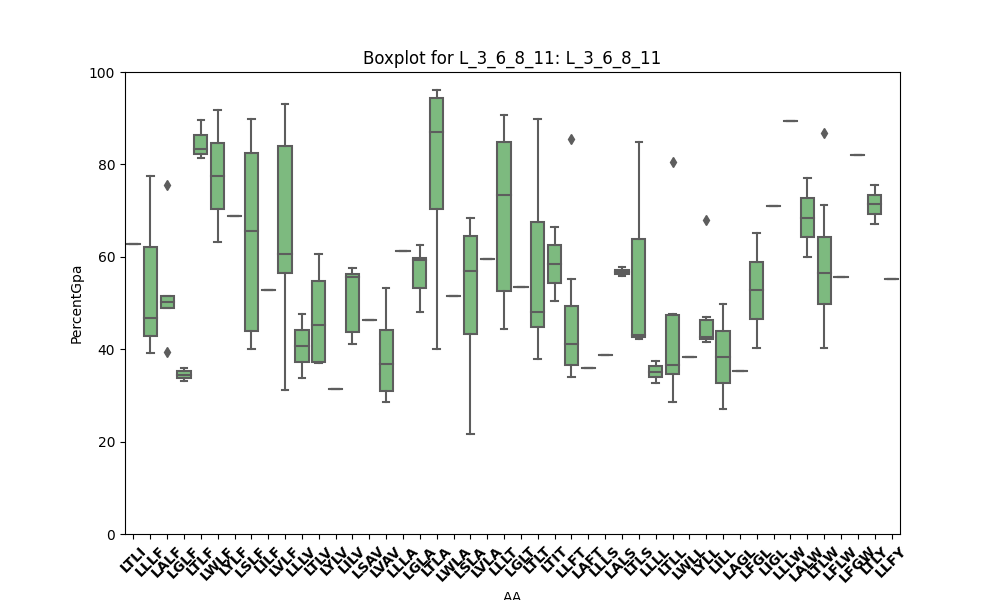 Boxplot for L_3_6_8_11: L_3_6_8_11
100
80
60
40
20
0
PercentGpa
LTLI LLLF LALF LGLF LTLF LWLF LYLF LSLF LILF LVLF LLLV LTLV LYLV LILV LSAV LVAV LLLA LGLA LTLA LWLA LSLA LVLA LLLT LGLT LTLT LTIT LLFT LAFT LLLS LALS LTLS LLLL LTLL LWLL LYLL LILL LAGL LFGL LIGL LLLW LALW LTLW LFLW LFGW LTLY LLFY
AA